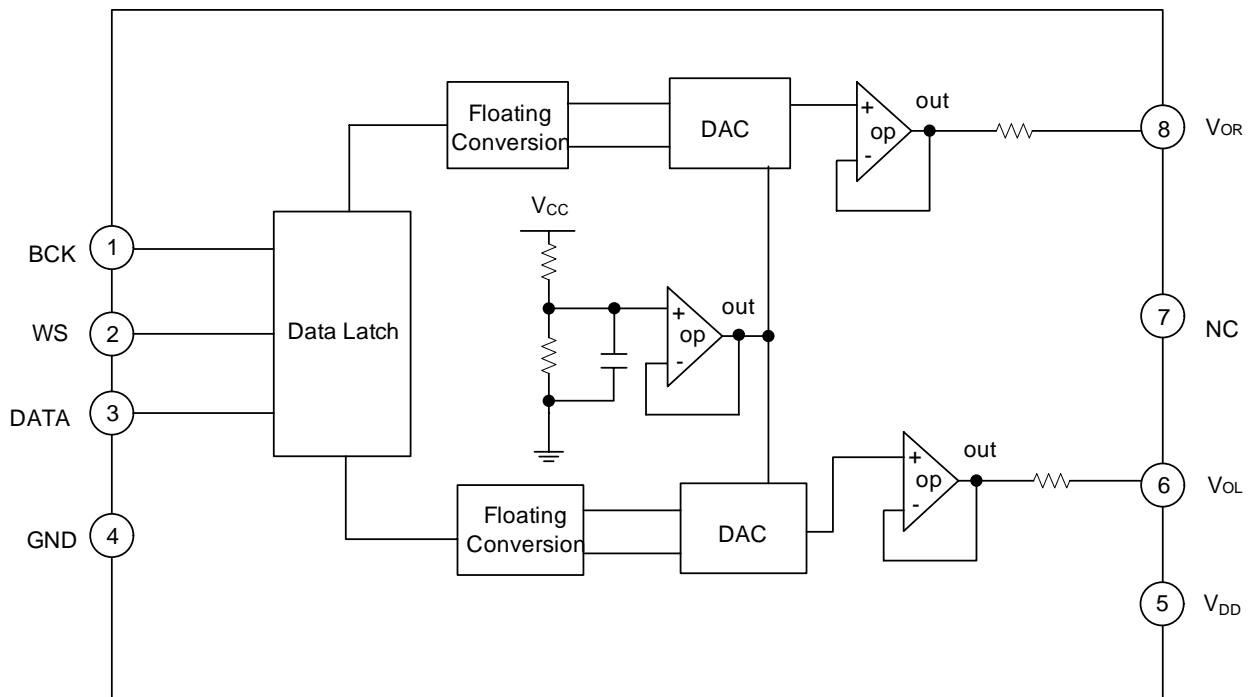 Floating
Conversion
DAC
+
op
-
out
8
VOR
VCC
BCK
1
WS
2
DATA
3
Data Latch
+
op
-
out
7
NC
GND
4
Floating
Conversion
DAC
+
op
-
out
6
VOL
5
VDD